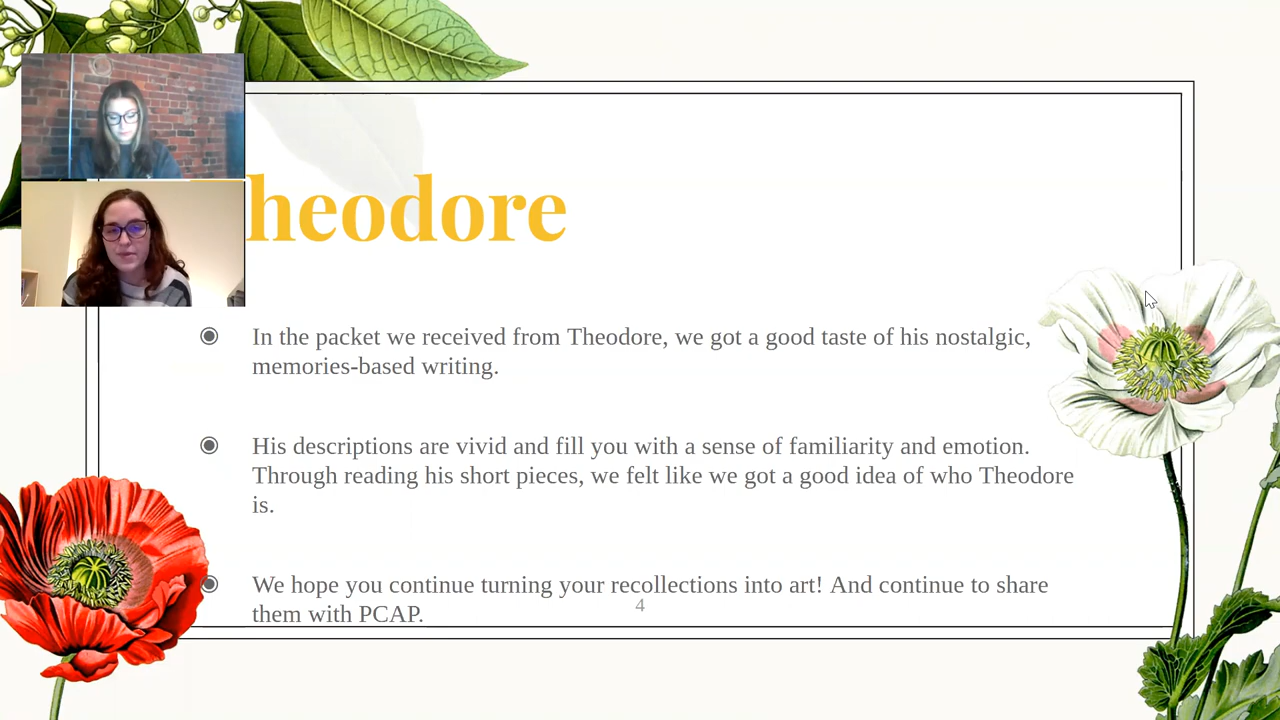 heodore
In the packet we received from Theodore, we got a good taste of his nostalgic,
memories-based writing.
His descriptions are vivid and fill you with a sense of familiarity and emotion.
Through reading his short pieces, we felt like we got a good idea of who Theodore
is.
We hope you continue turning your recollections into art! And continue to share
them with PCAP.
4